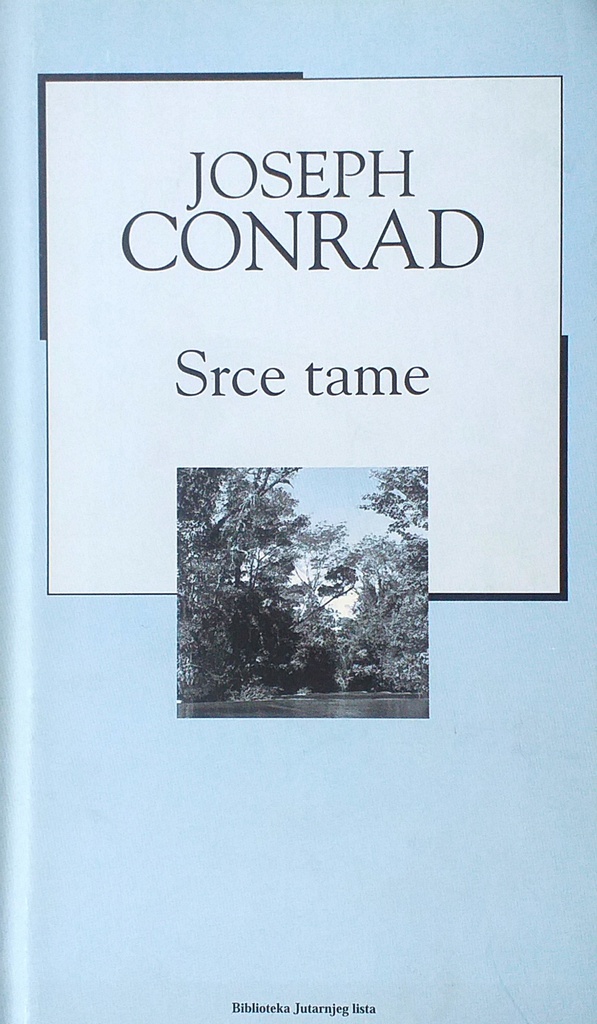 JOSEPH
CONRAD
Srce tame
Biblioteka Jutarnjeg lista